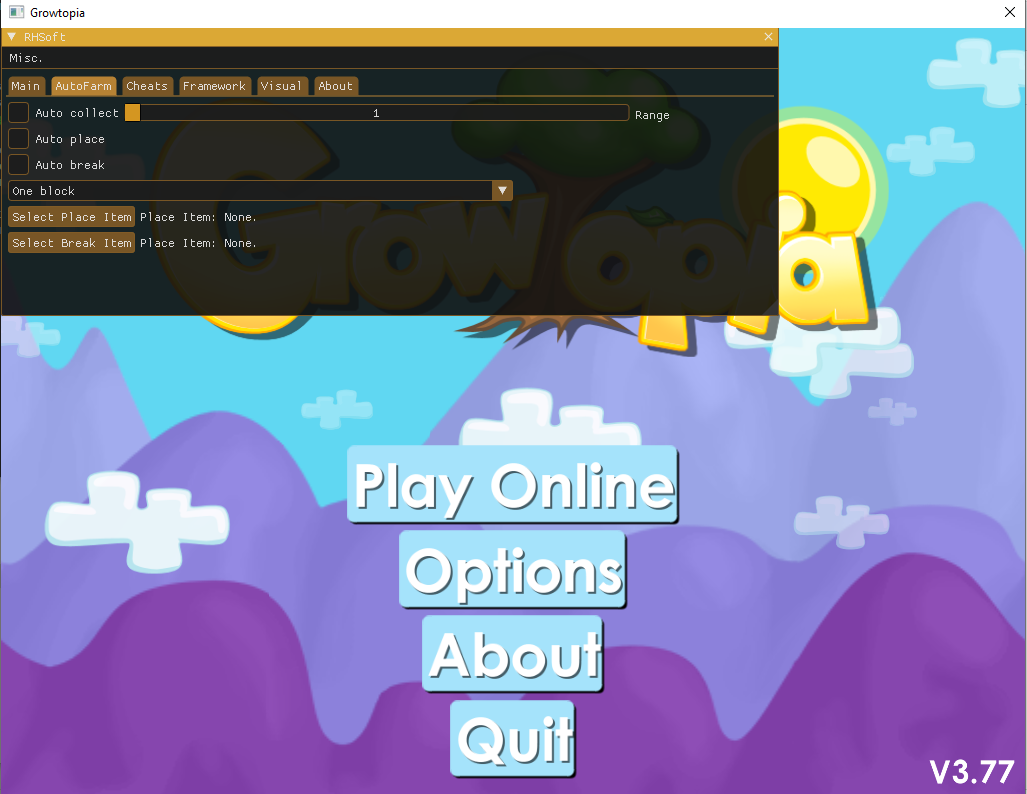 Growtopia
RHSoft
Misc.
Main AutoFarm Cheats Framework Visual About
Auto collect 1 Range
Auto place
Auto break
One block
Select Place Item Place Item: None.
Select Break Item Place Item: None.
Growtopia
Play Online
Options
About
Quit
V3.77